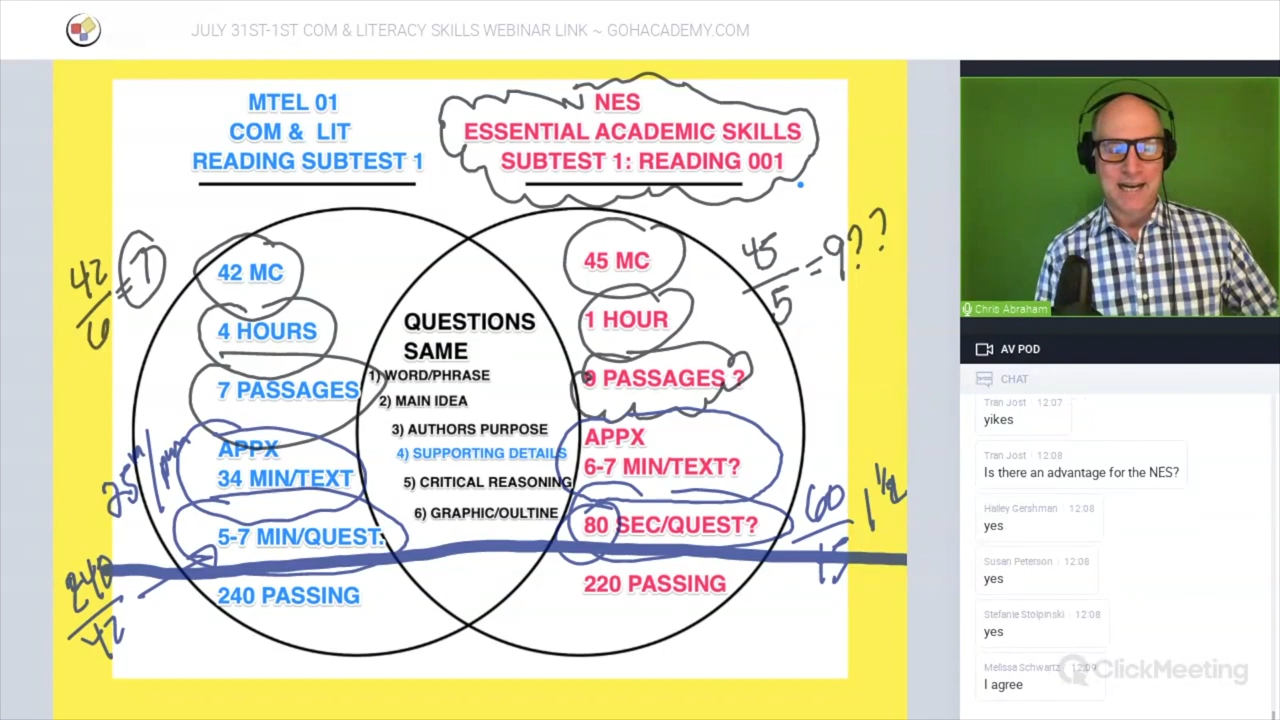 JULY 31ST-1ST COM & LITERACY SKILLS WEBINAR LINK ~ GOHACADEMY.COM
MTEL 01
COM & LIT
READING SUBTEST 1
NES
ESSENTIAL ACADEMIC SKILLS
SUBTEST 1: READING 001
42
6
= 7
42 MC
4 HOURS
7 PASSAGES
APPX
34 MIN/TEXT
5-7 MIN/QUEST.
240 PASSING
240
42
QUESTIONS
SAME
1) WORD/PHRASE
2) MAIN IDEA
3) AUTHORS PURPOSE
4) SUPPORTING DETAILS
5) CRITICAL REASONING
6) GRAPHIC/OULTINE
45 MC
1 HOUR
9 PASSAGES ?
APPX
6-7 MIN/TEXT?
80 SEC/QUEST?
220 PASSING
45
5
= 9??
60
1 1/2
Chris Abraham
AV POD
CHAT
Tran Jost 12:07
yikes
Tran Jost 12:08
Is there an advantage for the NES?
Hailey Gershman 12:08
yes
Susan Peterson 12:08
yes
Stefanie Stolpinski 12:08
yes
Melissa Schwartz 12:09
I agree
ClickMeeting